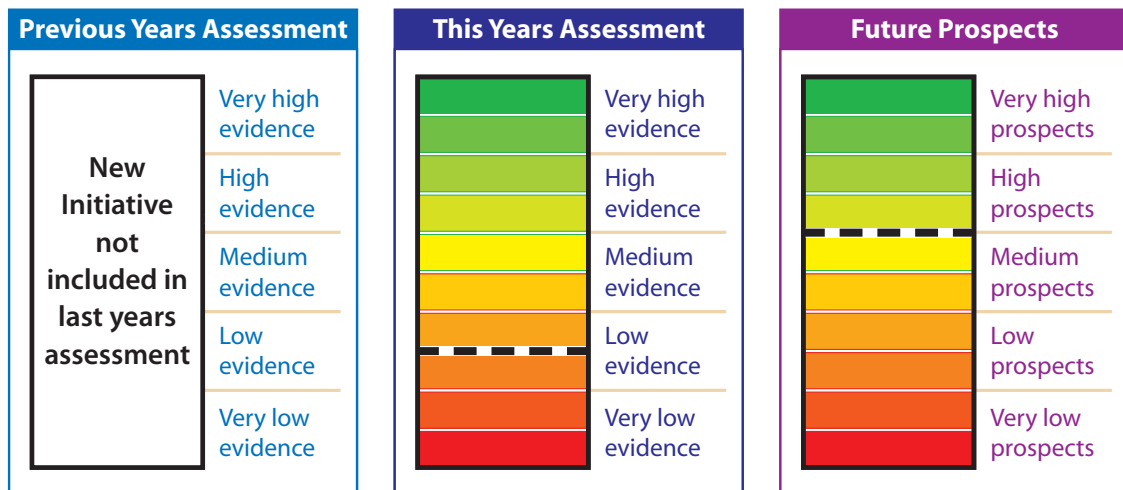 Previous Years Assessment
New
Initiative
not
included in
last years
assessment
Very high
evidence
High
evidence
Medium
evidence
Low
evidence
Very low
evidence
This Years Assessment
Very high
evidence
High
evidence
Medium
evidence
Low
evidence
Very low
evidence
Future Prospects
Very high
prospects
High
prospects
Medium
prospects
Low
prospects
Very low
prospects